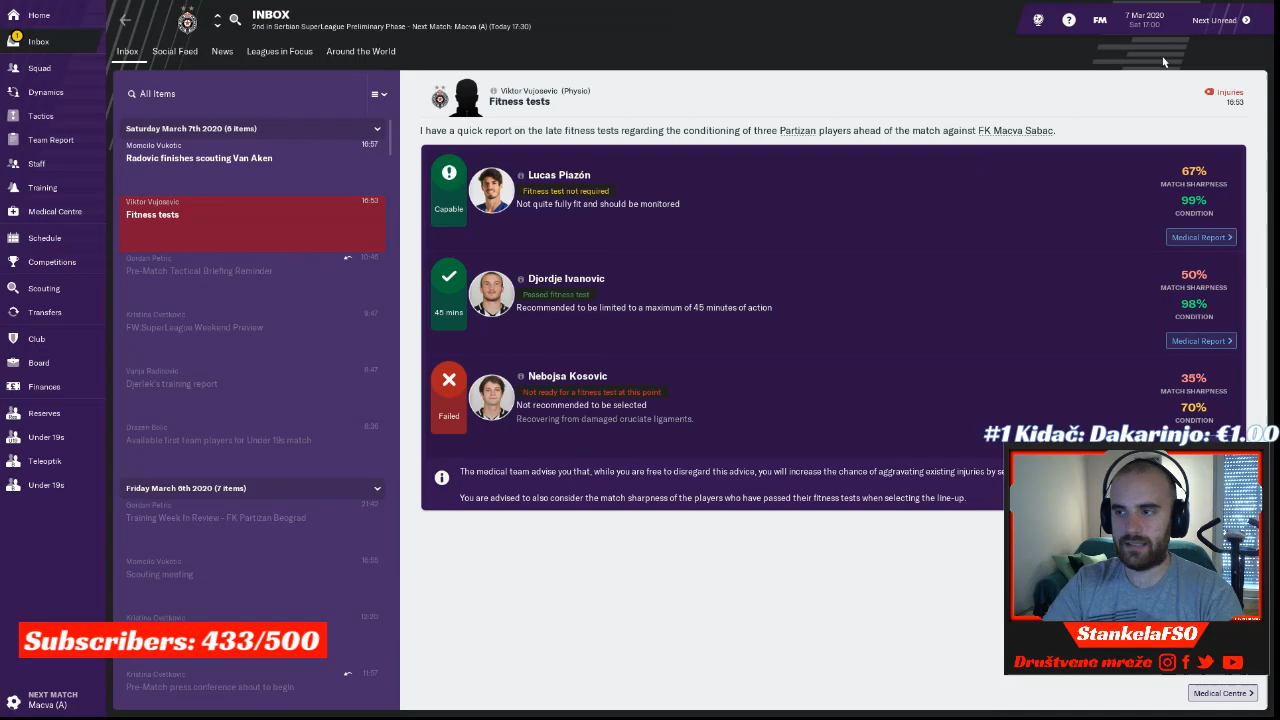 Home
Inbox
1
Squad
Dynamics
Tactics
Team Report
Staff
Training
Medical Centre
Schedule
Competitions
Scouting
Transfers
Club
Board
Finances
Reserves
Under 19s
Teleoptik
Under 19s
NEXT MATCH
Macva (A)
INBOX
2nd in Serbian SuperLeague Preliminary Phase - Next Match: Macva (A) (Today 17:30)
? FM
7 Mar 2020
Sat 17:00
Next Unread
Inbox Social Feed News Leagues in Focus Around the World
All Items
Saturday March 7th 2020 (6 items)
Momcilo Vukotic 16:57
Radovic finishes scouting Van Aken
Viktor Vujosevic 16:53
Fitness tests
Gordan Petric 10:46
Pre-Match Tactical Briefing Reminder
Kristina Cvetkovic 9:47
FW SuperLeague Weekend Preview
Vanja Radinovic 8:47
Djerlek's training report
Drazen Bolic 8:36
Available first team players for Under 19s match
Friday March 6th 2020 (7 items)
Gordan Petric 21:42
Training Week In Review - FK Partizan Beograd
Momcilo Vukotic 16:55
Scouting meeting
Kristina Cvetkovic 12:20
Kristina Cvetkovic 11:57
Pre-Match press conference about to begin
Viktor Vujosevic (Physio)
Fitness tests
Injuries
16:53
I have a quick report on the late fitness tests regarding the conditioning of three Partizan players ahead of the match against FK Macva Sabac.
Capable
Lucas Piazón
Fitness test not required
Not quite fully fit and should be monitored
67%
MATCH SHARPNESS
99%
CONDITION
Medical Report
45 mins
Djordje Ivanovic
Passed fitness test
Recommended to be limited to a maximum of 45 minutes of action
50%
MATCH SHARPNESS
98%
CONDITION
Medical Report
Failed
Nebojsa Kosovic
Not ready for a fitness test at this point
Not recommended to be selected
Recovering from damaged cruciate ligaments.
35%
MATCH SHARPNESS
70%
CONDITION
The medical team advise you that, while you are free to disregard this advice, you will increase the chance of aggravating existing injuries by se
You are advised to also consider the match sharpness of the players who have passed their fitness tests when selecting the line-up.
#1 Kidač: Dakarinjo: €1.00
StankelaFSO
Društvene mreže
Subscribers: 433/500
Medical Centre